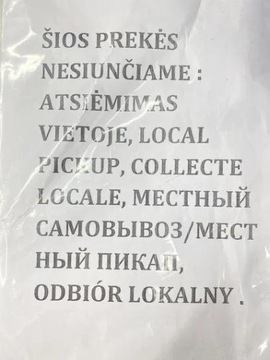 ŠIOS PREKĖS
NESIUNČIAME :
ATSIĖMIMAS
VIETOJE, LOCAL
PICKUP, COLLECTE
LOCALE, МЕСТНЫЙ
САМОВЫВОЗ/МЕСТ
НЫЙ ПИКАП,
ODBIÓR LOKALNY .